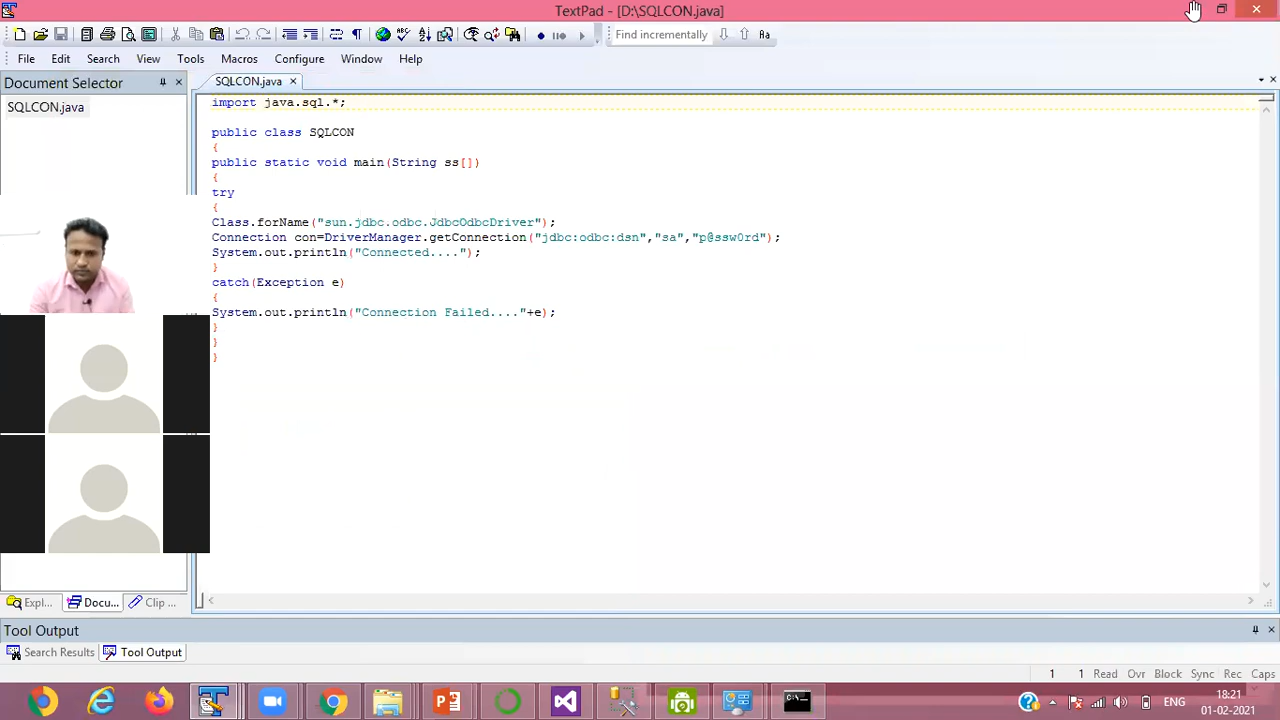 TextPad - [D:\SQLCON.java]
Find incrementally
Aa
File Edit Search View Tools Macros Configure Window Help
Document Selector
SQLCON.java
SQLCON.java
import java.sql.*;
public class SQLCON
{
public static void main(String ss[])
{
try
{
Class.forName("sun.jdbc.odbc.JdbcOdbcDriver");
Connection con=DriverManager.getConnection("jdbc:odbc:dsn","sa","p@ssw0rd");
System.out.println("Connected....");
}
catch(Exception e)
{
System.out.println("Connection Failed...."+e);
}
}
}
Expl... Docu... Clip ...
Tool Output
Search Results Tool Output
1 1 Read Ovr Block Sync Rec Caps
ENG
18:21
01-02-2021